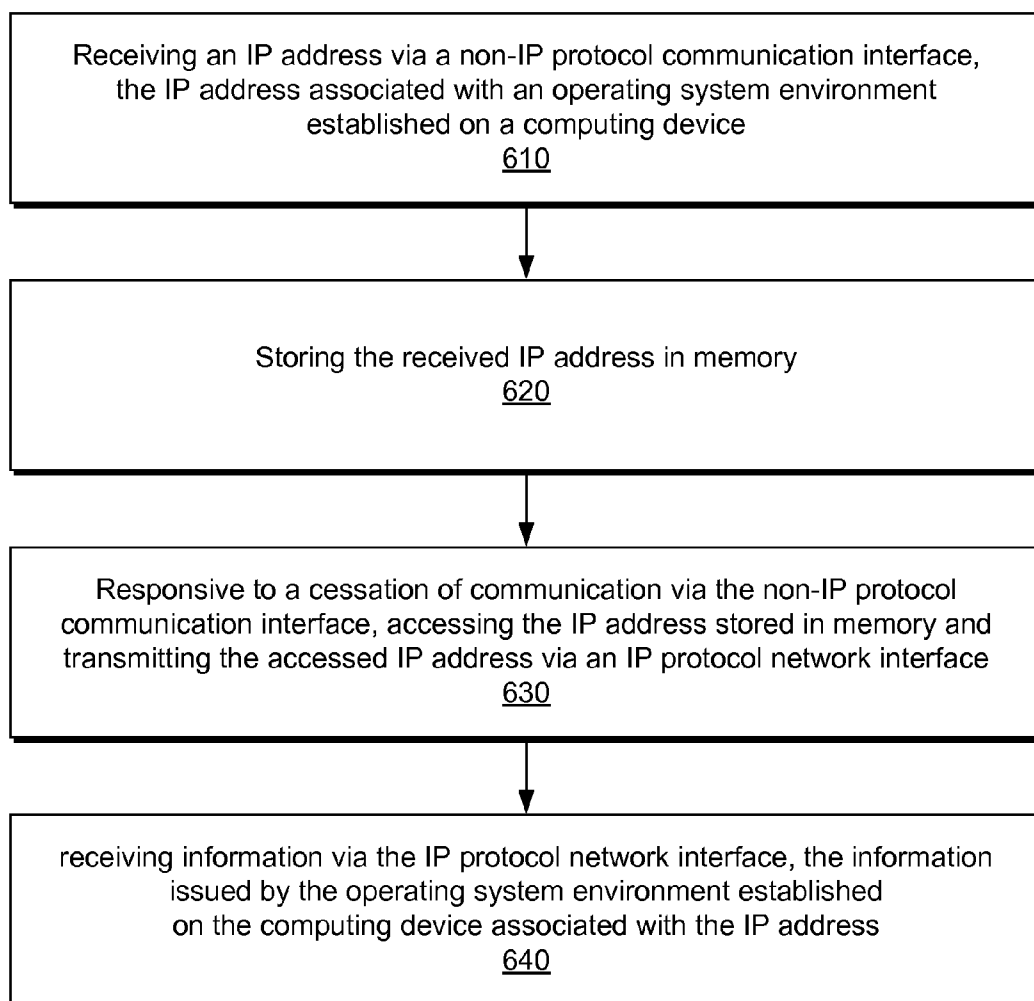 Receiving an IP address via a non-IP protocol communication interface,
the IP address associated with an operating system environment
established on a computing device
610
Storing the received IP address in memory
620
Responsive to a cessation of communication via the non-IP protocol
communication interface, accessing the IP address stored in memory and
transmitting the accessed IP address via an IP protocol network interface
630
receiving information via the IP protocol network interface, the information
issued by the operating system environment established
on the computing device associated with the IP address
640